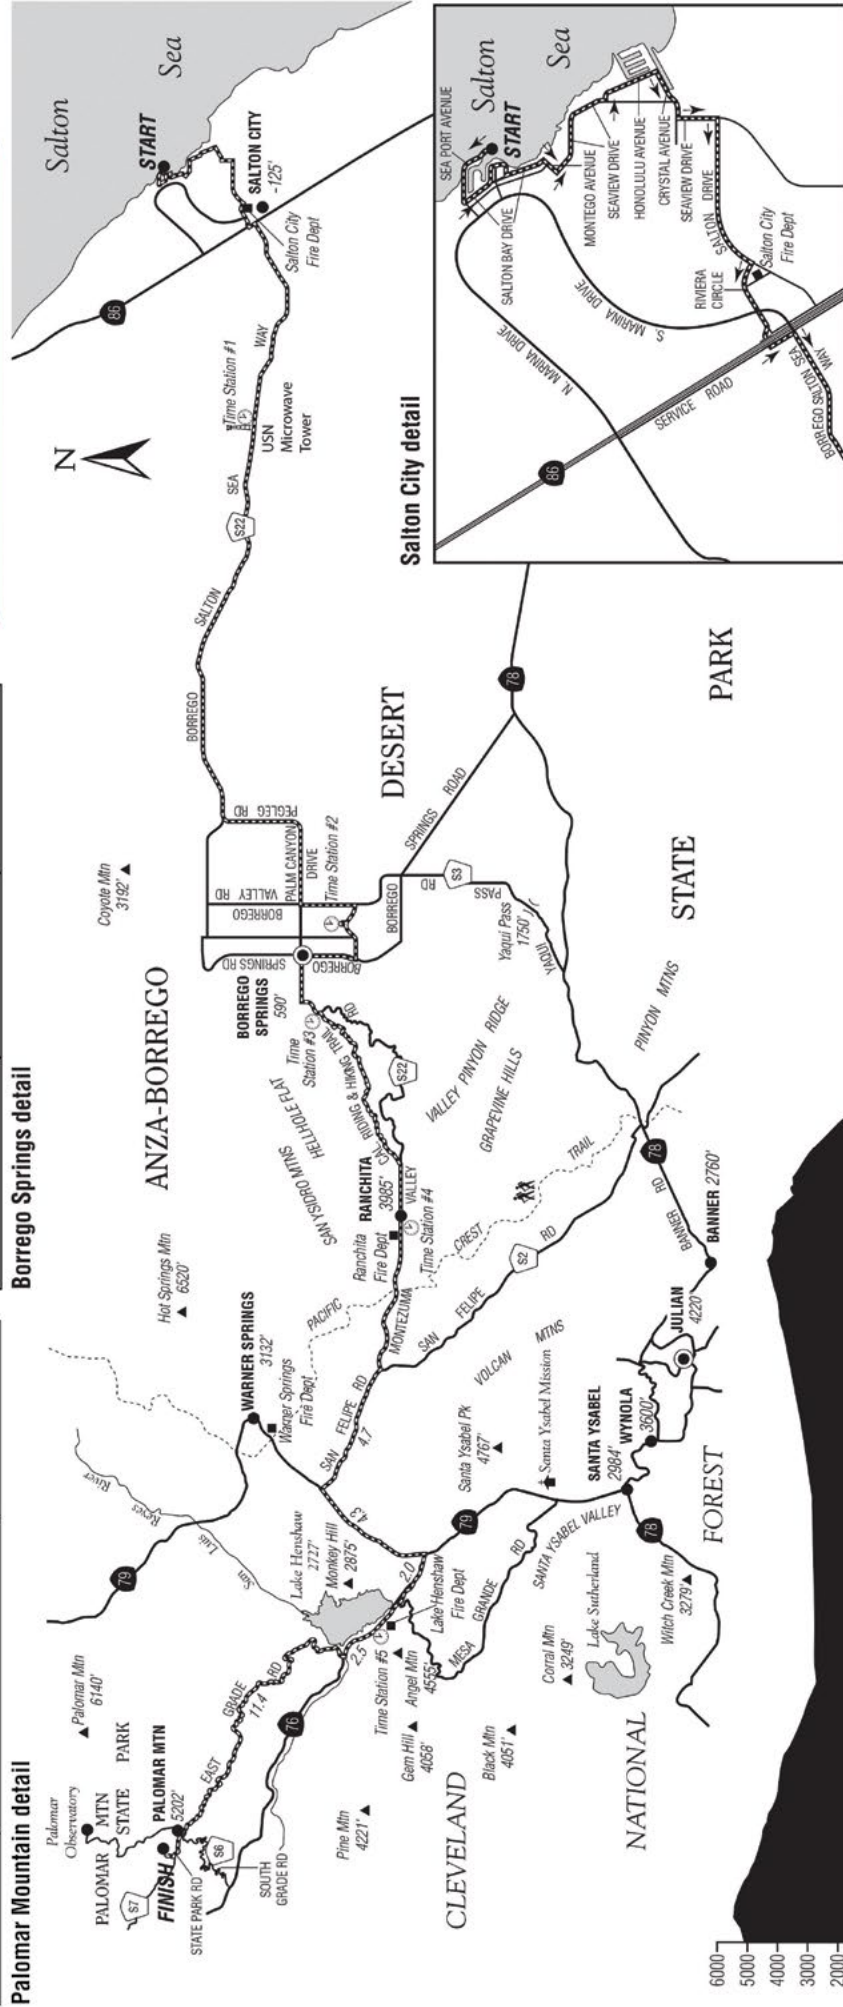 Palomar Mountain detail
Borrego Springs detail
Salton City detail
N
Palomar
Observatory
PALOMAR MTN
STATE PARK
Palomar Mtn
6140'
S7
FINISH
PALOMAR MTN
5202'
STATE PARK RD
S6
SOUTH
GRADE RD
EAST GRADE RD
11.4
76
79
San Luis Reyes River
Lake Henshaw
2727'
Monkey Hill
2875'
2.5
2.0
4.3
Time Station #5
Lake Henshaw
Fire Dept
Angel Mtn
4555'
Gem Hill
4058'
Pine Mtn
4221'
Black Mtn
4051'
MESA GRANDE RD
CLEVELAND
NATIONAL
FOREST
Corral Mtn
3249'
Lake Sutherland
Witch Creek Mtn
3279'
78
SANTA YSABEL VALLEY
79
Santa Ysabel Pk
4767'
Santa Ysabel Mission
SANTA YSABEL
2984'
WYNOLA
3600'
JULIAN
4220'
BANNER 2760'
BANNER RD
78
VOLCAN MTNS
Hot Springs Mtn
6520'
WARNER SPRINGS
3132'
Warner Springs
Fire Dept
SAN FELIPE RD
4.7
PACIFIC CREST TRAIL
MONTEZUMA VALLEY RD
SAN FELIPE RD
S2
Ranchita
Fire Dept
RANCHITA
3985'
Time Station #4
SAN YSIDRO MTNS
HELLHOLE FLAT
CAL RIDING & HIKING TRAIL
S22
Time
Station #3
VALLEY PINYON RIDGE
GRAPEVINE HILLS
ANZA-BORREGO
DESERT
STATE
PARK
PINYON MTNS
Coyote Mtn
3192'
BORREGO
SPRINGS
590'
BORREGO SPRINGS RD
BORREGO VALLEY RD
PALM CANYON
DRIVE
PEGLEG RD
Time Station #2
BORREGO SPRINGS ROAD
YAQUI PASS RD
S3
Yaqui Pass
1750'
78
BORREGO SALTON SEA WAY
S22
Time Station #1
USN
Microwave
Tower
86
Salton
Sea
START
SALTON CITY
-125'
Salton City
Fire Dept
Salton
Sea
SEA PORT AVENUE
START
SALTON BAY DRIVE
MONTEGO AVENUE
SEAVIEW DRIVE
HONOLULU AVENUE
CRYSTAL AVENUE
SEAVIEW DRIVE
SALTON DRIVE
Salton City
Fire Dept
RIVIERA
CIRCLE
S. MARINA DRIVE
N. MARINA DRIVE
SERVICE ROAD
86
BORREGO SALTON SEA WAY
6000
5000
4000
3000
2000